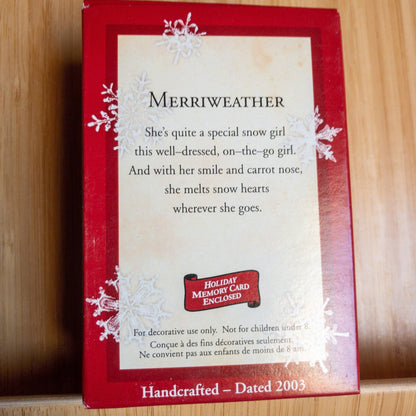 MERRIWEATHER
She's quite a special snow girl
this well–dressed, on–the–go girl.
And with her smile and carrot nose,
she melts snow hearts
wherever she goes.
HOLIDAY
MEMORY CARD
ENCLOSED
For decorative use only. Not for children under 8.
Conçue à des fins décoratives seulement.
Ne convient pas aux enfants de moins de 8 ans.
Handcrafted – Dated 2003